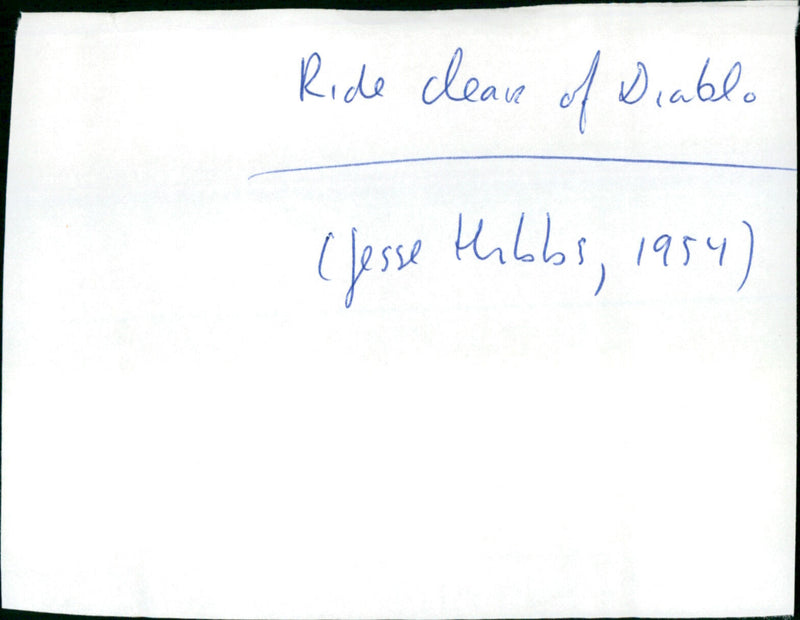 Ride clear of Diablo
(Jesse Hibbs, 1954)